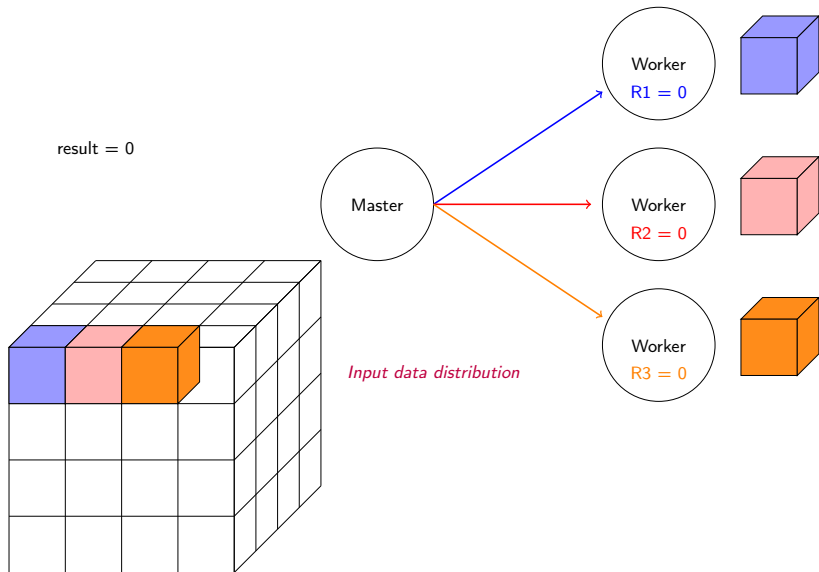 Worker
R1 = 0
result = 0
Master
Worker
R2 = 0
Worker
R3 = 0
Input data distribution